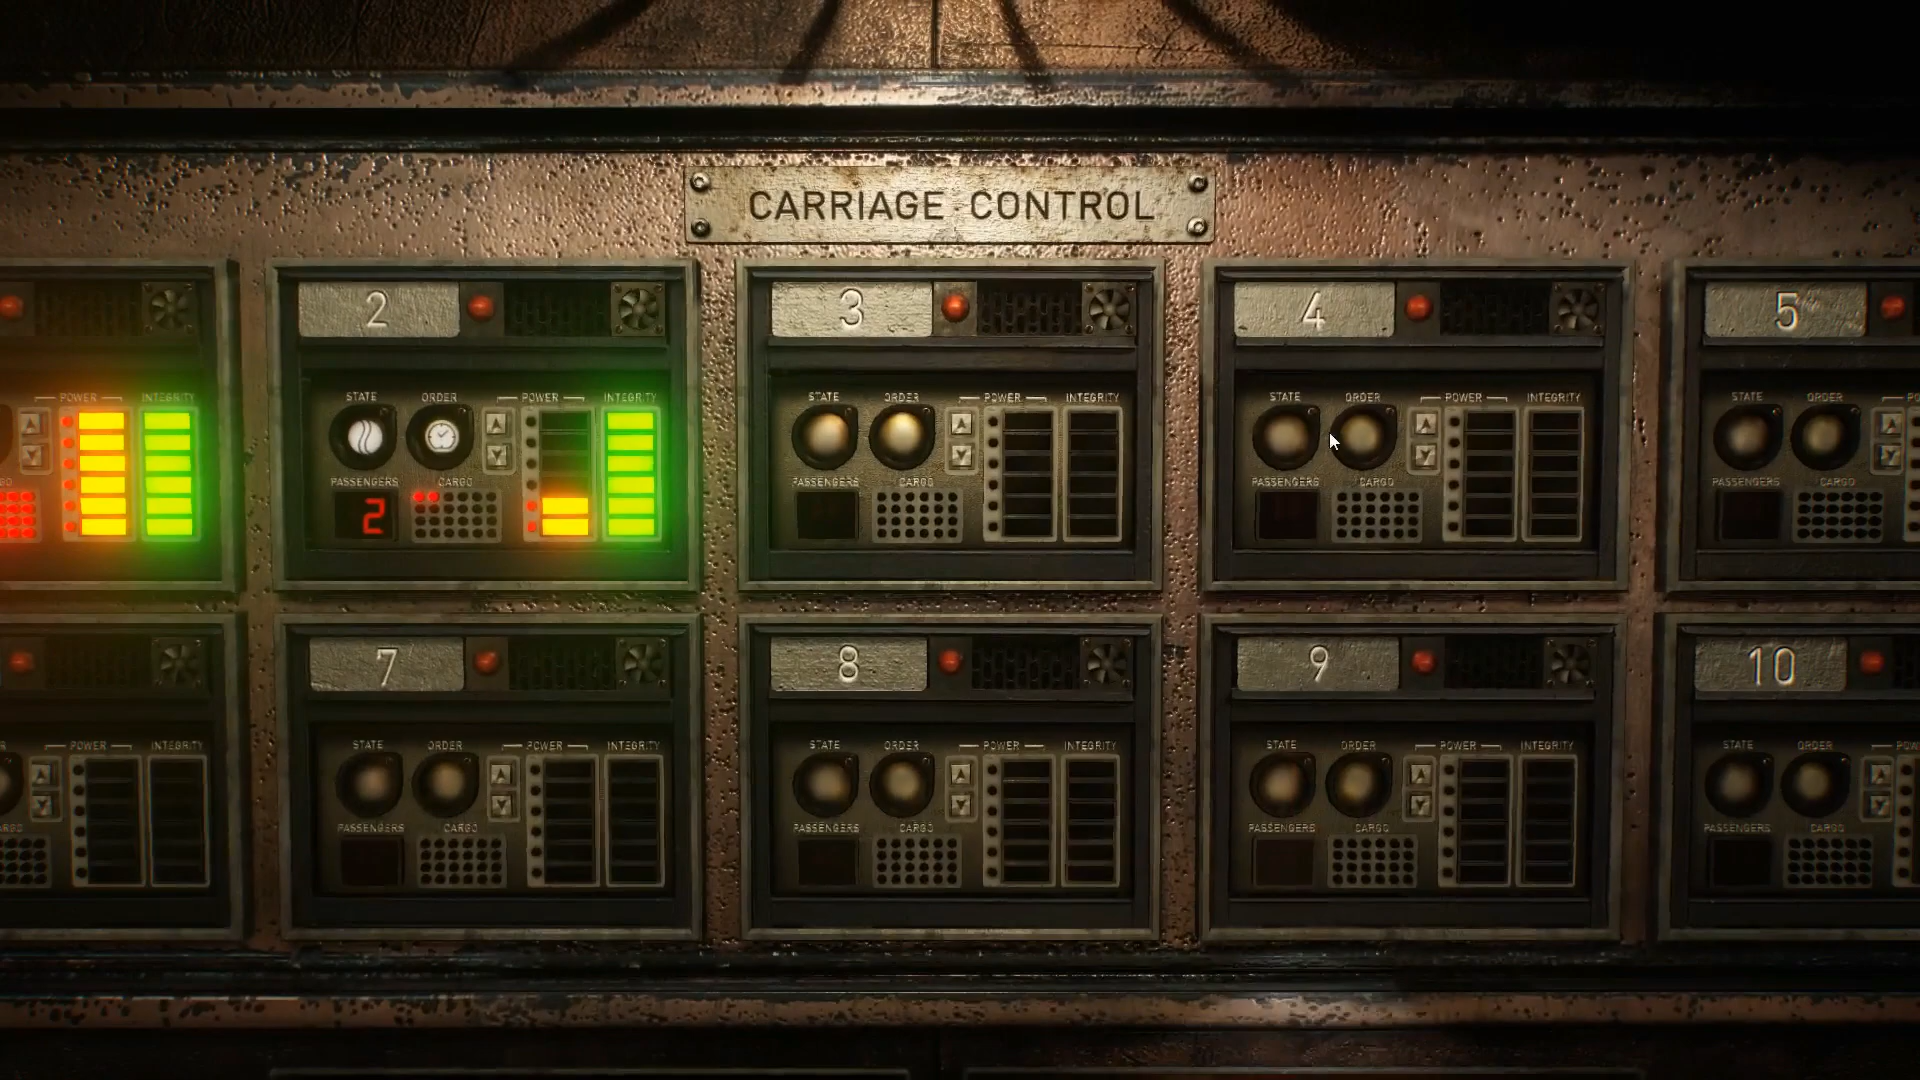 CARRIAGE CONTROL
2
3
4
5
POWER
INTEGRITY
STATE
ORDER
POWER
INTEGRITY
STATE
ORDER
POWER
INTEGRITY
STATE
ORDER
POWER
INTEGRITY
STATE
ORDER
PASSENGERS
CARGO
PASSENGERS
CARGO
PASSENGERS
CARGO
PASSENGERS
CARGO
2
7
8
9
10
POWER
INTEGRITY
STATE
ORDER
POWER
INTEGRITY
STATE
ORDER
POWER
INTEGRITY
STATE
ORDER
POWER
INTEGRITY
STATE
ORDER
PASSENGERS
CARGO
PASSENGERS
CARGO
PASSENGERS
CARGO
PASSENGERS
CARGO